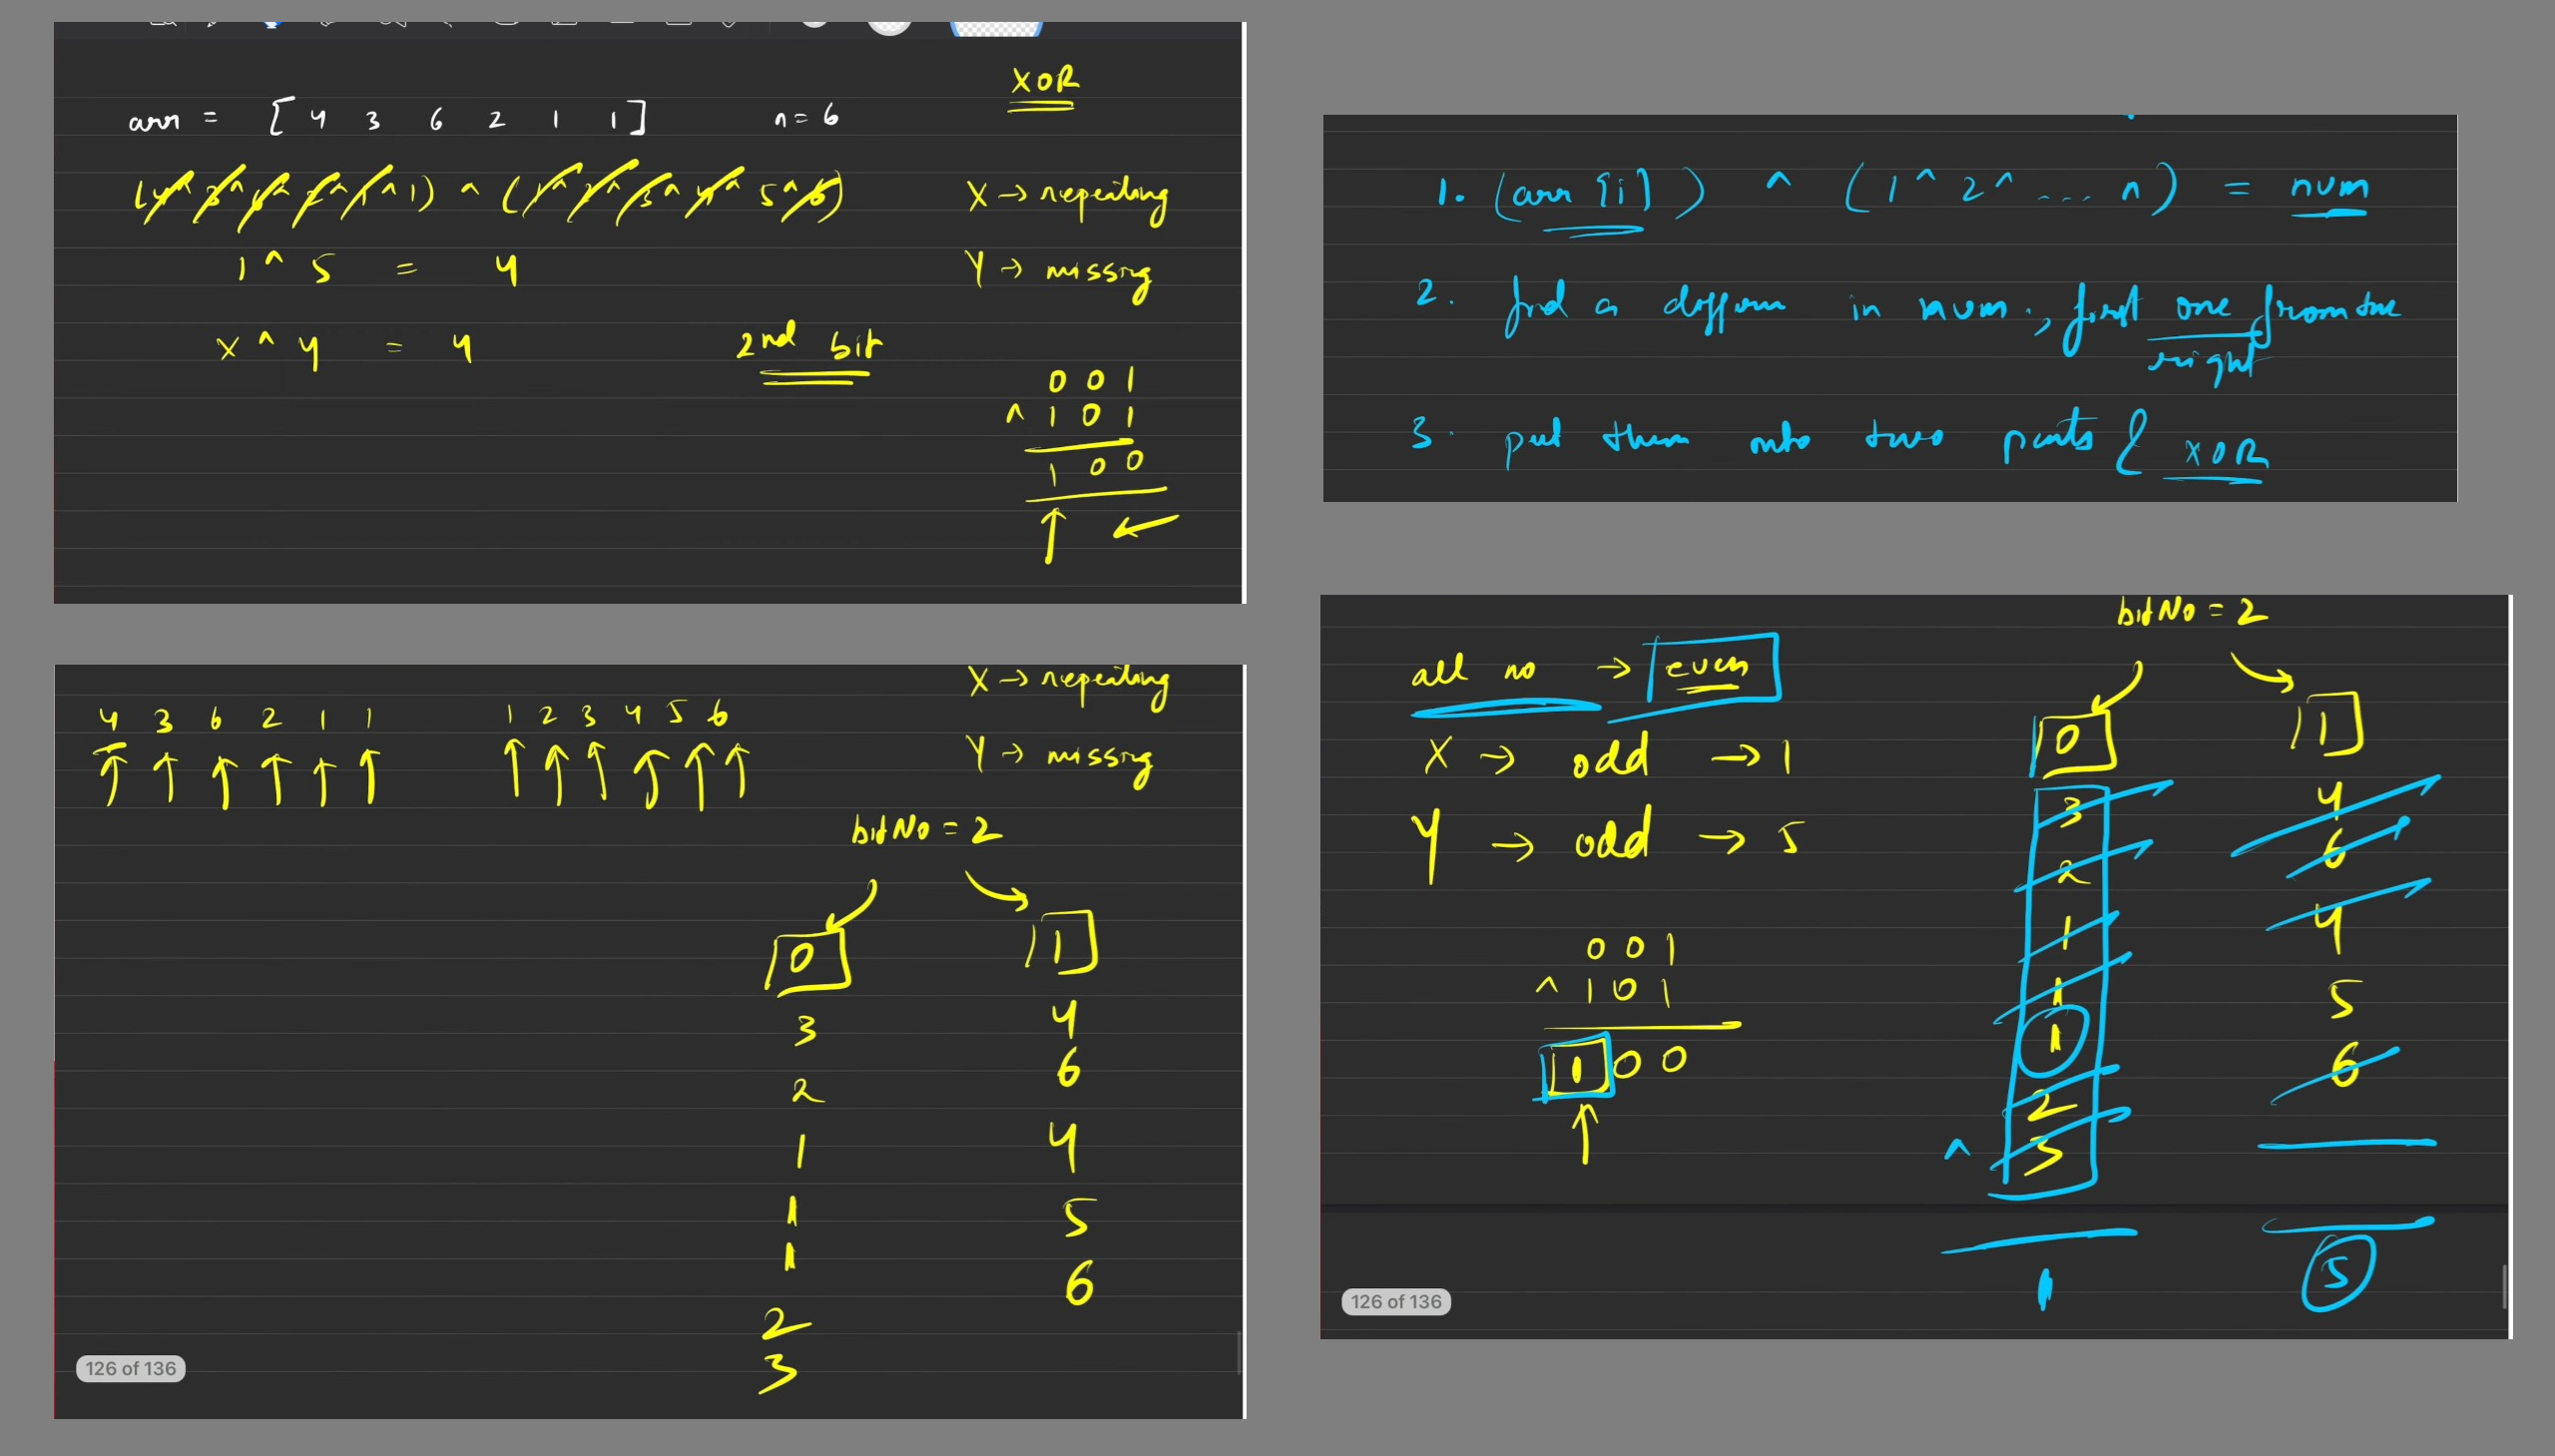 XOR
arr = [ 4 3 6 2 1 1 ] n = 6
(4 ^ 3 ^ 6 ^ 2 ^ 1 ^ 1) ^ (1 ^ 2 ^ 3 ^ 4 ^ 5 ^ 6)
X → repeating
1 ^ 5 = 4
Y → missing
x ^ y = 4
2nd bit
0 0 1
^ 1 0 1
1 0 0
1. (arr [i]) ^ (1 ^ 2 ^ ... n) = num
2. find a differen in num, first one from the
right
3. put them into two parts & XOR
X → repeating
4 3 6 2 1 1 1 2 3 4 5 6
Y → missing
bit No = 2
0 1
3 4
2 6
1 4
1 5
1 6
2
3
126 of 136
bit No = 2
all no → even
X → odd → 1
Y → odd → 5
0 0 1
^ 1 0 1
1 0 0
0 1
3 4
2 6
1 4
1 5
1 6
2
^ 3
1 5
126 of 136